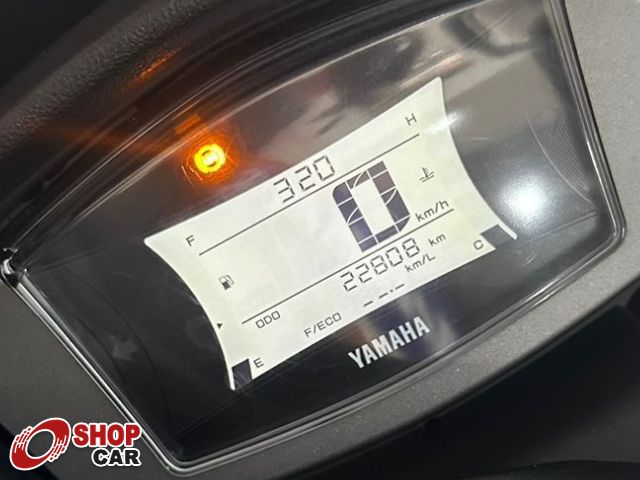 H
320
F
0
km/h
ODO 22808 km
km/L
F/ECO --.-
C
E
YAMAHA
SHOP
CAR